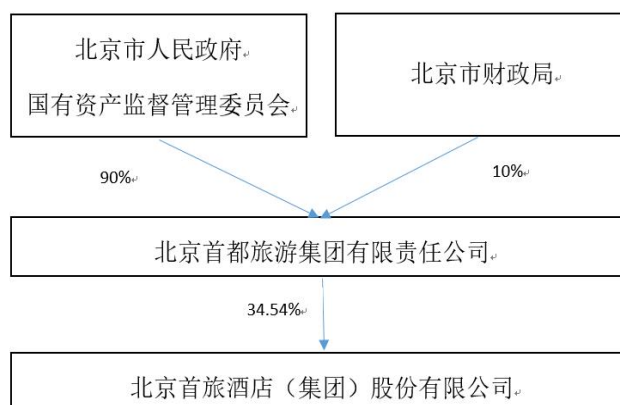 北京市人民政府
国有资产监督管理委员会
北京市财政局
90%
10%
北京首都旅游集团有限责任公司
34.54%
北京首旅酒店（集团）股份有限公司